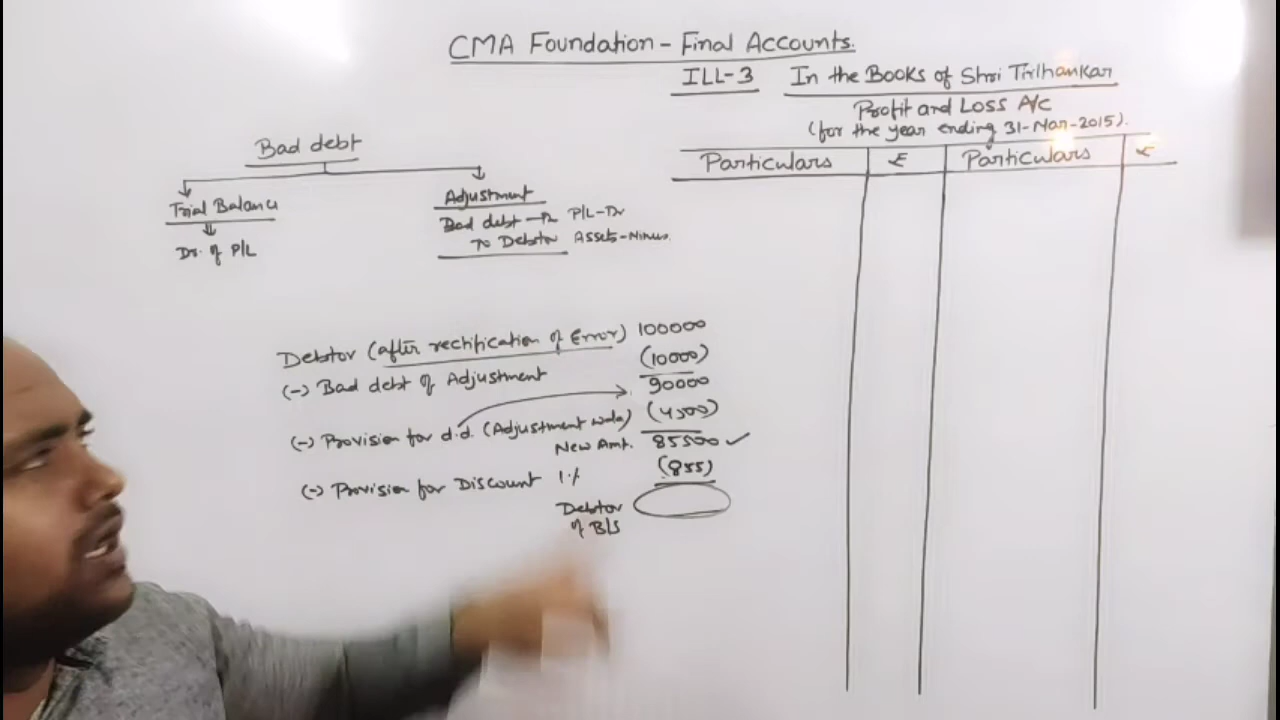 CMA Foundation - Final Accounts.
ILL-3 In the Books of Shri Tirthankar
Profit and Loss A/C
(for the year ending 31-Mar-2015).
Particulars ₹ Particulars ₹
Bad debt
Trial Balance
Dr. of P/L
Adjustment
Bad debt - Dr P/L-Dr
To Debtor Assets-Minus.
Debtor (after rectification of Error) 100000
(-) Bad debt of Adjustment (10000)
90000
(-) Provision for d.d. (Adjustment wala) (4500)
New Amt. 85500 ✓
(-) Provision for Discount 1% (855)
Debtor
of B/S